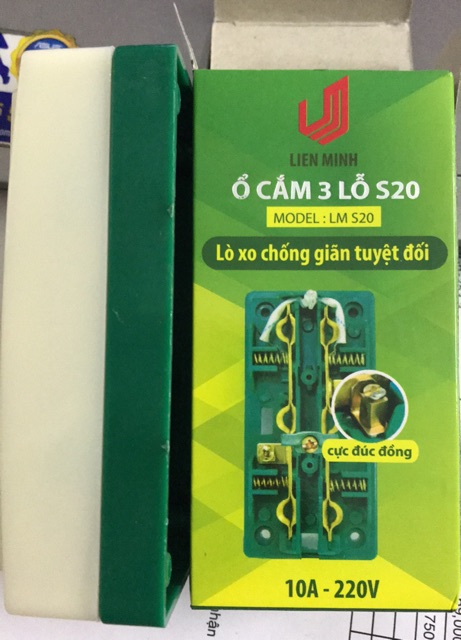 LIEN MINH
Ổ CẮM 3 LỖ S20
MODEL : LM S20
Lò xo chống giãn tuyệt đối
cực đúc đồng
10A - 220V
nhận